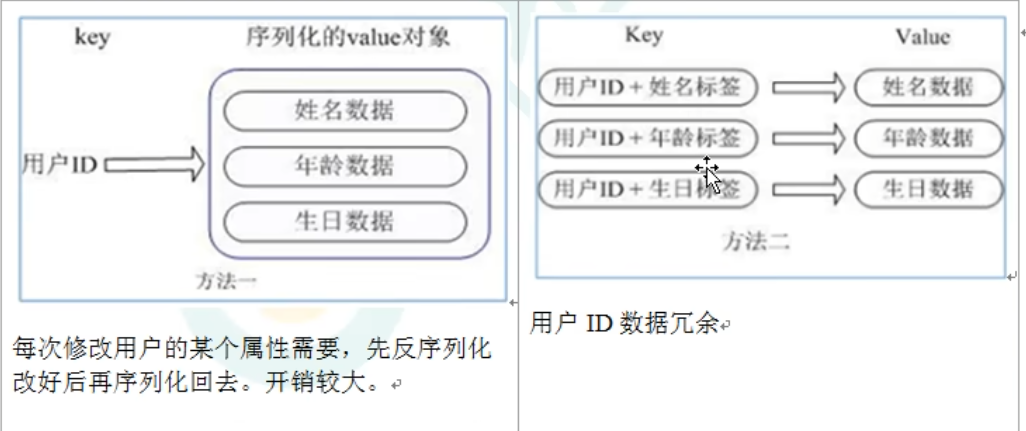 key 序列化的value对象
姓名数据
用户ID
年龄数据
生日数据
方法一
每次修改用户的某个属性需要，先反序列化
改好后再序列化回去。开销较大。
Key Value
用户ID + 姓名标签 姓名数据
用户ID + 年龄标签 年龄数据
用户ID + 生日标签 生日数据
方法二
用户 ID 数据冗余